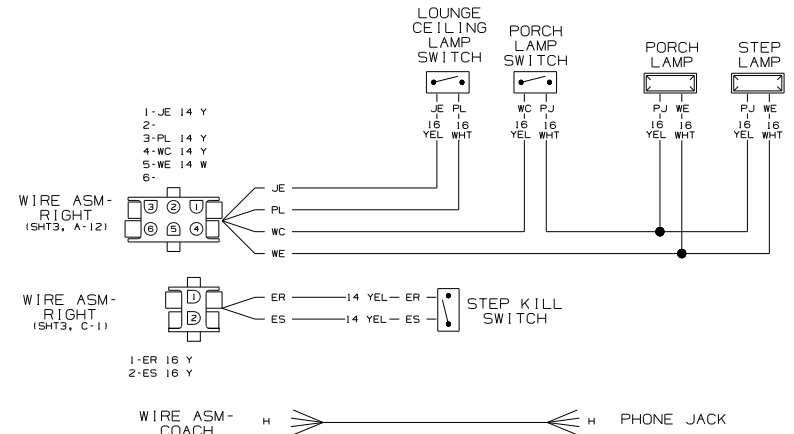 LOUNGE
CEILING
LAMP
SWITCH
PORCH
LAMP
SWITCH
PORCH
LAMP
STEP
LAMP
JE PL
16 16
YEL WHT
WC PJ
16 16
YEL WHT
PJ WE
16 16
YEL WHT
PJ WE
16 16
YEL WHT
1-JE 14 Y
2-
3-PL 14 Y
4-WC 14 Y
5-WE 14 W
6-
WIRE ASM-
RIGHT
(SHT3, A-12)
3 2 1
6 5 4
JE
PL
WC
WE
WIRE ASM-
RIGHT
(SHT3, C-1)
1
2
ER 14 YEL ER
ES 14 YEL ES
STEP KILL
SWITCH
1-ER 16 Y
2-ES 16 Y
WIRE ASM-
COACH
H H
PHONE JACK